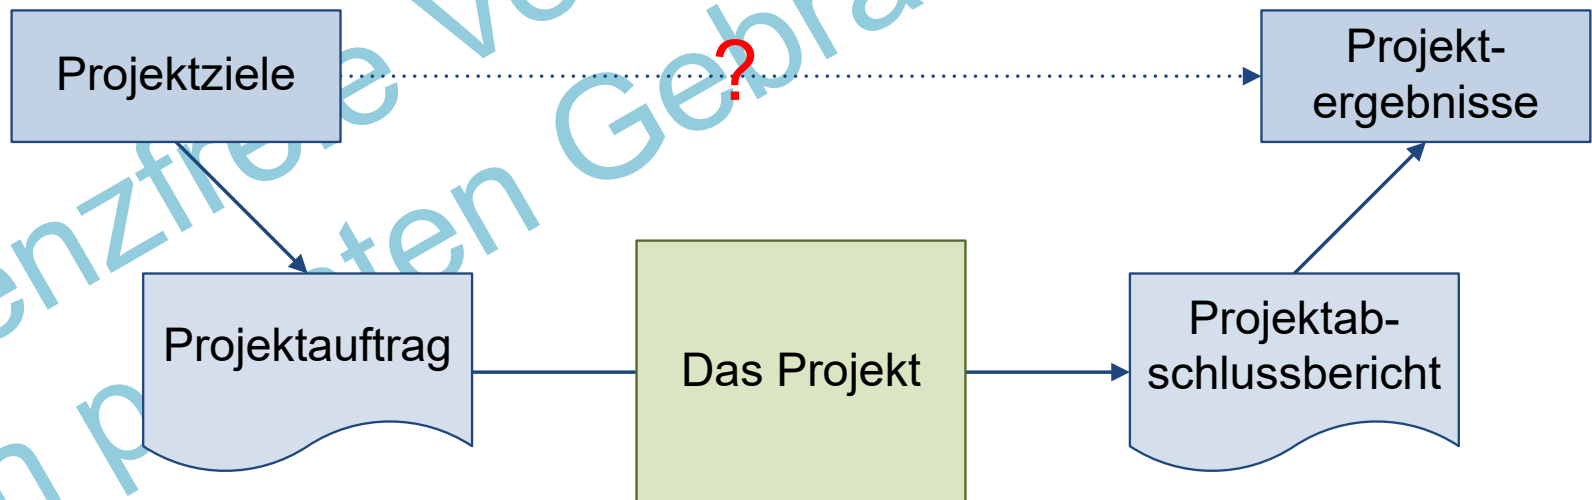 Projektziele
?
Projekt-
ergebnisse
Projektauftrag
Das Projekt
Projektab-
schlussbericht